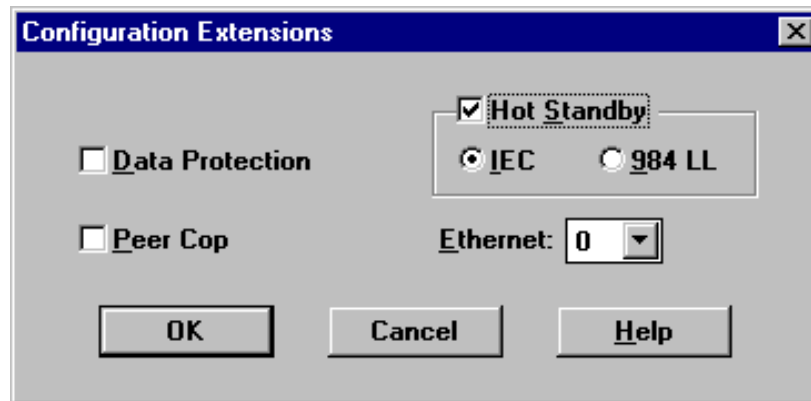 Configuration Extensions
Hot Standby
Data Protection
IEC 984 LL
Peer Cop
Ethernet: 0
OK Cancel Help